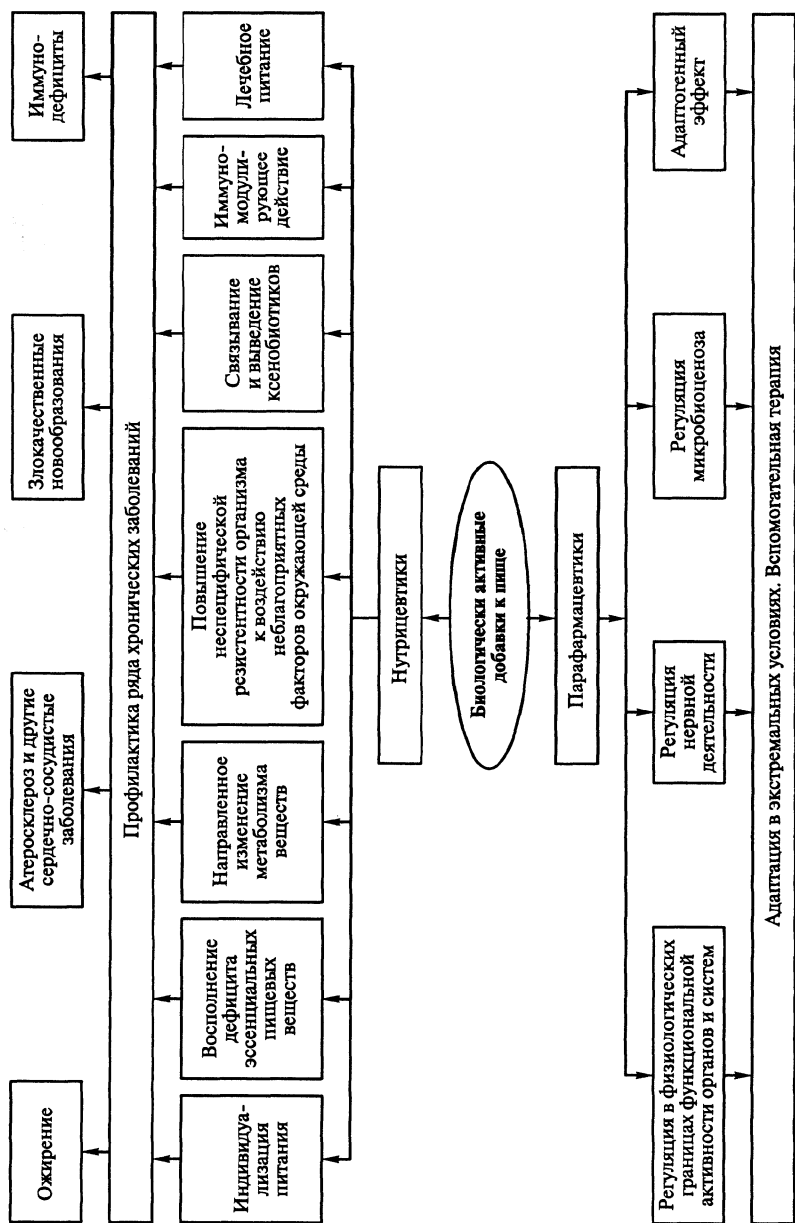 Ожирение
Атеросклероз и другие
сердечно-сосудистые
заболевания
Злокачественные
новообразования
Иммуно-
дефициты
Профилактика ряда хронических заболеваний
Индивидуа-
лизация
питания
Восполнение
дефицита
эссенциальных
пищевых
веществ
Направленное
изменение
метаболизма
веществ
Повышение
неспецифической
резистентности организма
к воздействию
неблагоприятных
факторов окружающей среды
Связывание
и выведение
ксенобиотиков
Иммуно-
модули-
рующее
действие
Лечебное
питание
Нутрицевтики
Биологически активные
добавки к пище
Парафармацевтики
Регуляция в физиологических
границах функциональной
активности органов и систем
Регуляция
нервной
деятельности
Регуляция
микробиоценоза
Адаптогенный
эффект
Адаптация в экстремальных условиях. Вспомогательная терапия